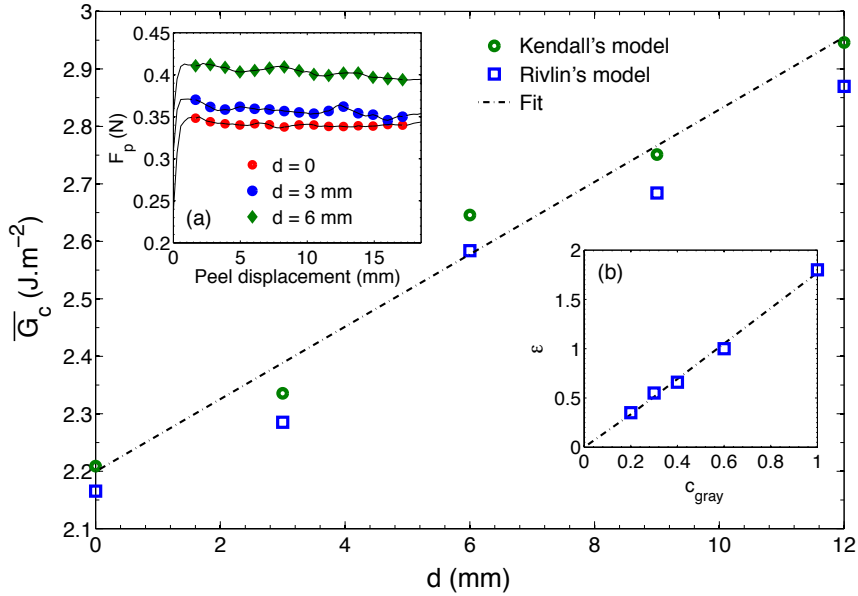 3
2.9
2.8
2.7
2.6
2.5
2.4
2.3
2.2
2.1
G̅c (J.m⁻²)
0 2 4 6 8 10 12
d (mm)
Kendall's model
Rivlin's model
Fit
0.45
0.4
0.35
0.3
0.25
0.2
Fp (N)
d = 0
d = 3 mm
d = 6 mm
(a)
0 5 10 15
Peel displacement (mm)
2
1.5
1
0.5
0
ε
(b)
0 0.2 0.4 0.6 0.8 1
cgray